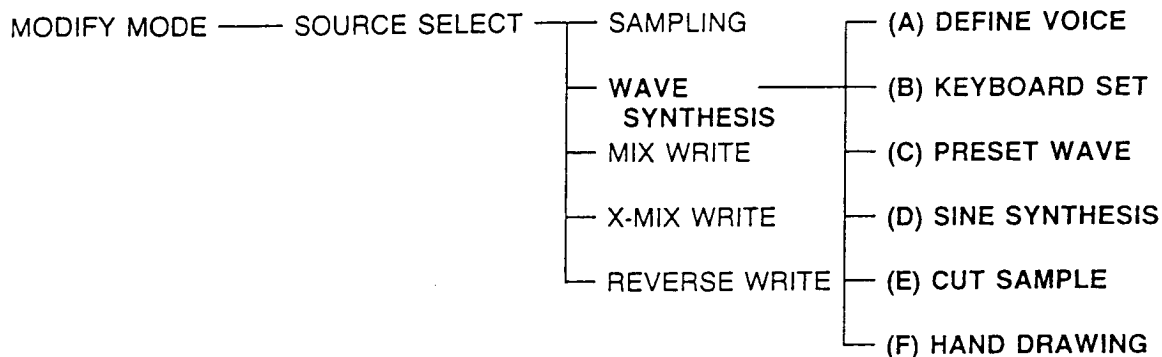 MODIFY MODE
SOURCE SELECT
SAMPLING
WAVE
SYNTHESIS
MIX WRITE
X-MIX WRITE
REVERSE WRITE
(A) DEFINE VOICE
(B) KEYBOARD SET
(C) PRESET WAVE
(D) SINE SYNTHESIS
(E) CUT SAMPLE
(F) HAND DRAWING